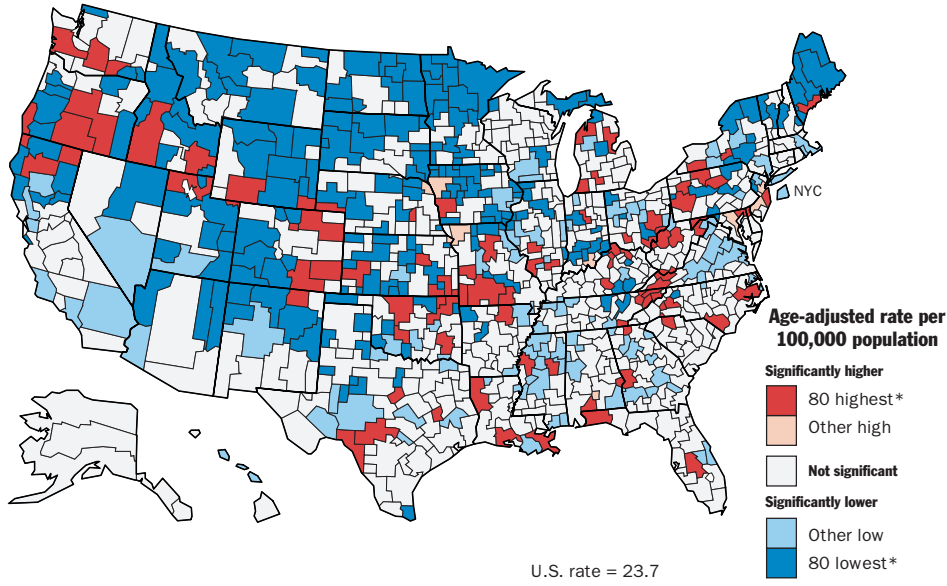 NYC
Age-adjusted rate per
100,000 population
Significantly higher
80 highest*
Other high
Not significant
Significantly lower
Other low
80 lowest*
U.S. rate = 23.7